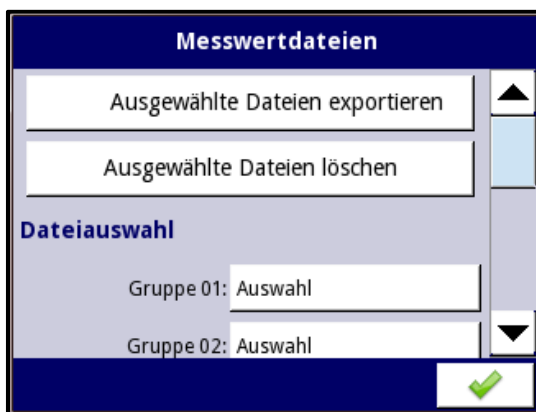 Messwertdateien
Ausgewählte Dateien exportieren
Ausgewählte Dateien löschen
Dateiauswahl
Gruppe 01: Auswahl
Gruppe 02: Auswahl